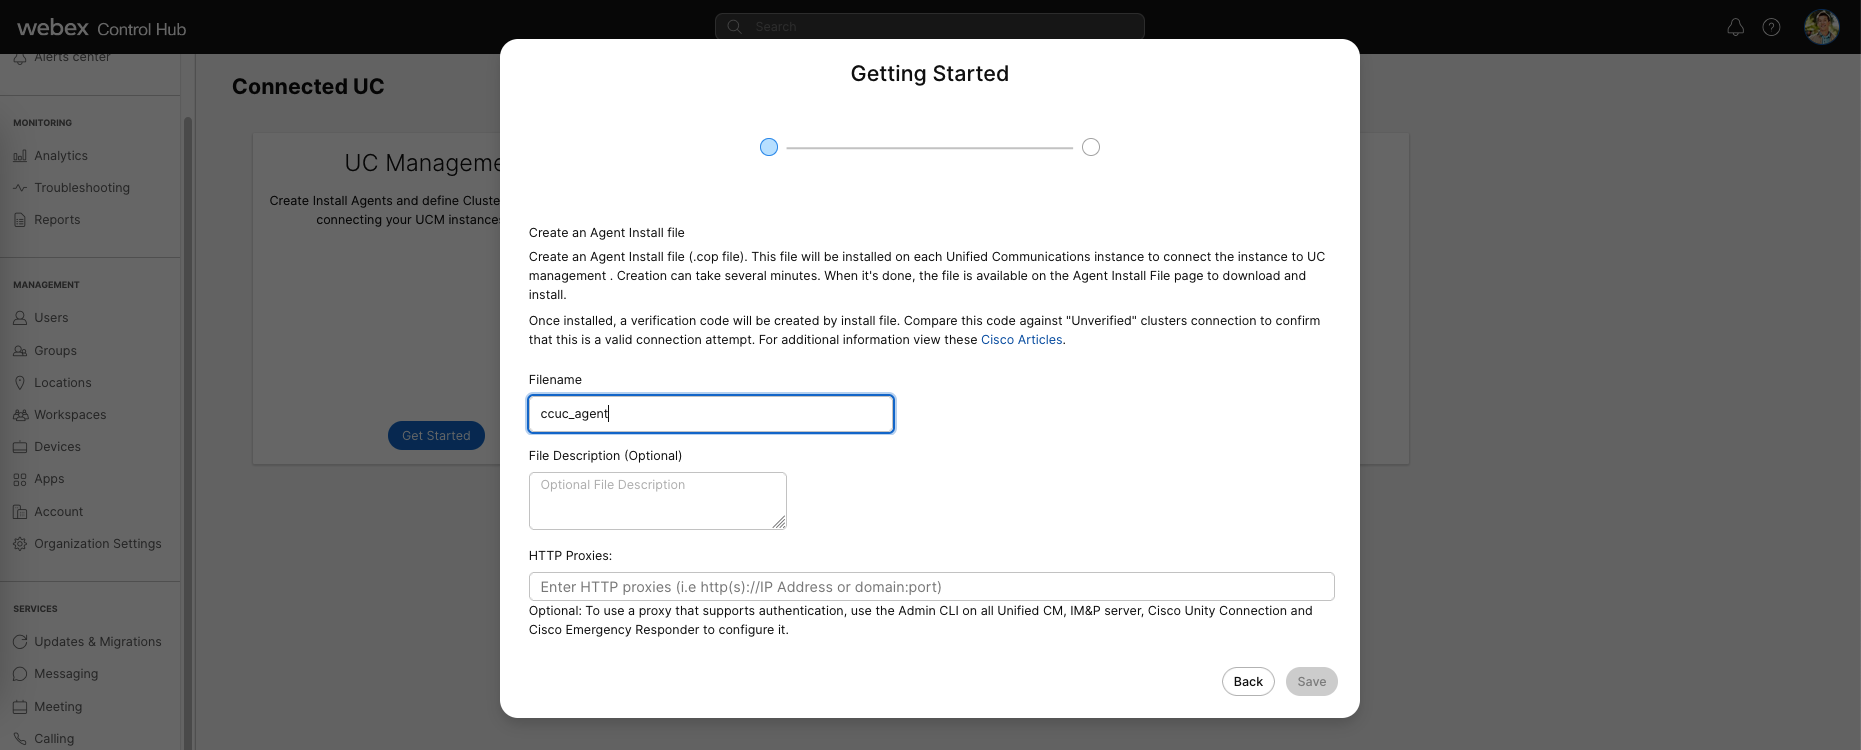 webex Control Hub
Search
Alerts center
MONITORING
Analytics
Troubleshooting
Reports
MANAGEMENT
Users
Groups
Locations
Workspaces
Devices
Apps
Account
Organization Settings
SERVICES
Updates & Migrations
Messaging
Meeting
Calling
Connected UC
UC Manageme
Create Install Agents and define Cluste
connecting your UCM instances
Get Started
Getting Started
Create an Agent Install file
Create an Agent Install file (.cop file). This file will be installed on each Unified Communications instance to connect the instance to UC
management . Creation can take several minutes. When it's done, the file is available on the Agent Install File page to download and
install.
Once installed, a verification code will be created by install file. Compare this code against "Unverified" clusters connection to confirm
that this is a valid connection attempt. For additional information view these Cisco Articles.
Filename
ccuc_agent
File Description (Optional)
Optional File Description
HTTP Proxies:
Enter HTTP proxies (i.e http(s)://IP Address or domain:port)
Optional: To use a proxy that supports authentication, use the Admin CLI on all Unified CM, IM&P server, Cisco Unity Connection and
Cisco Emergency Responder to configure it.
Back
Save